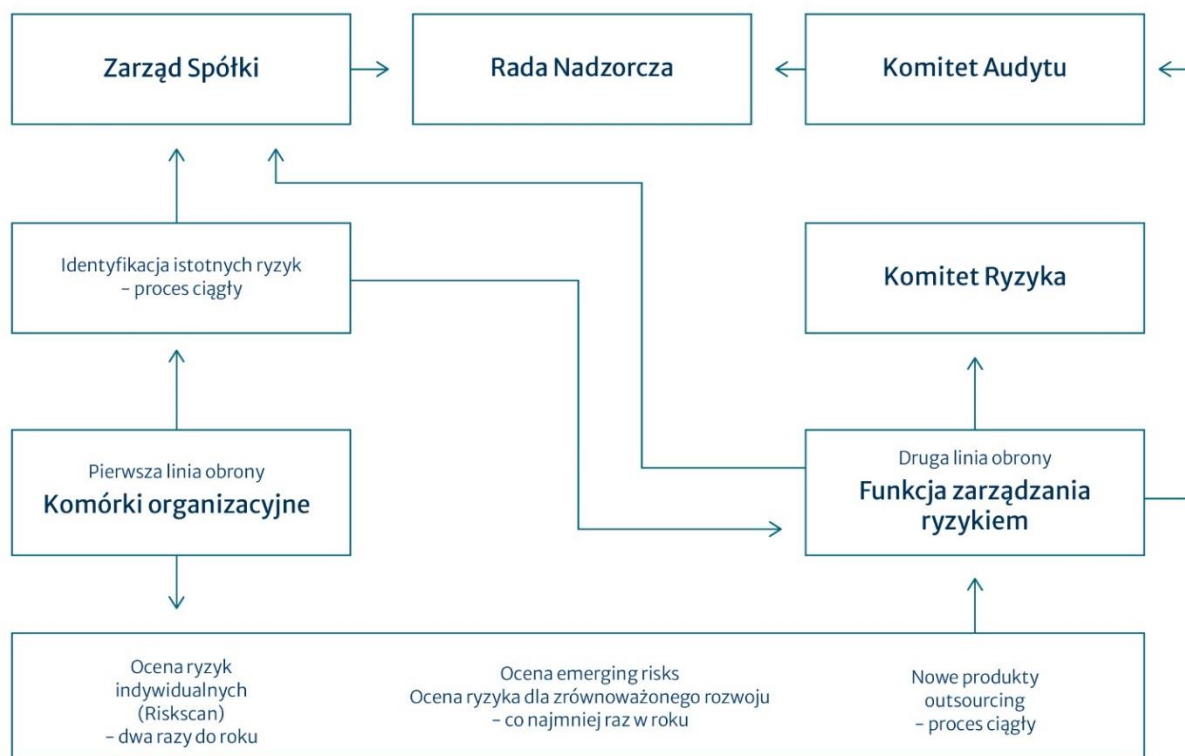 Zarząd Spółki
Rada Nadzorcza
Komitet Audytu
Identyfikacja istotnych ryzyk
– proces ciągły
Komitet Ryzyka
Pierwsza linia obrony
Komórki organizacyjne
Druga linia obrony
Funkcja zarządzania
ryzykiem
Ocena ryzyk
indywidualnych
(Riskscan)
– dwa razy do roku
Ocena emerging risks
Ocena ryzyka dla zrównoważonego rozwoju
– co najmniej raz w roku
Nowe produkty
outsourcing
– proces ciągły